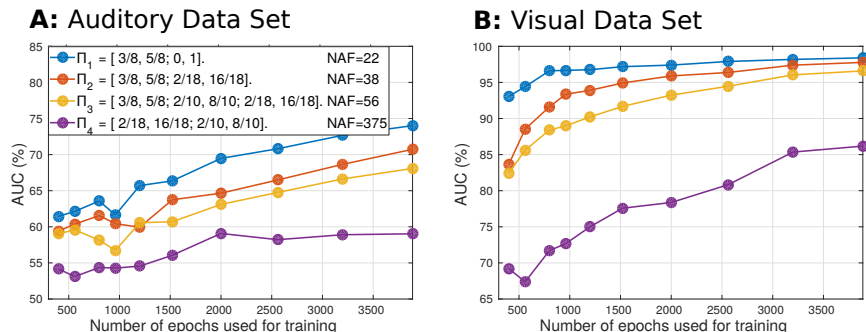 A: Auditory Data Set
85
80
75
70
65
60
55
50
AUC (%)
Π1 = [ 3/8, 5/8; 0, 1]. NAF=22
Π2 = [ 3/8, 5/8; 2/18, 16/18]. NAF=38
Π3 = [ 3/8, 5/8; 2/10, 8/10; 2/18, 16/18]. NAF=56
Π4 = [ 2/18, 16/18; 2/10, 8/10]. NAF=375
500 1000 1500 2000 2500 3000 3500
Number of epochs used for training
B: Visual Data Set
100
95
90
85
80
75
70
65
AUC (%)
500 1000 1500 2000 2500 3000 3500
Number of epochs used for training